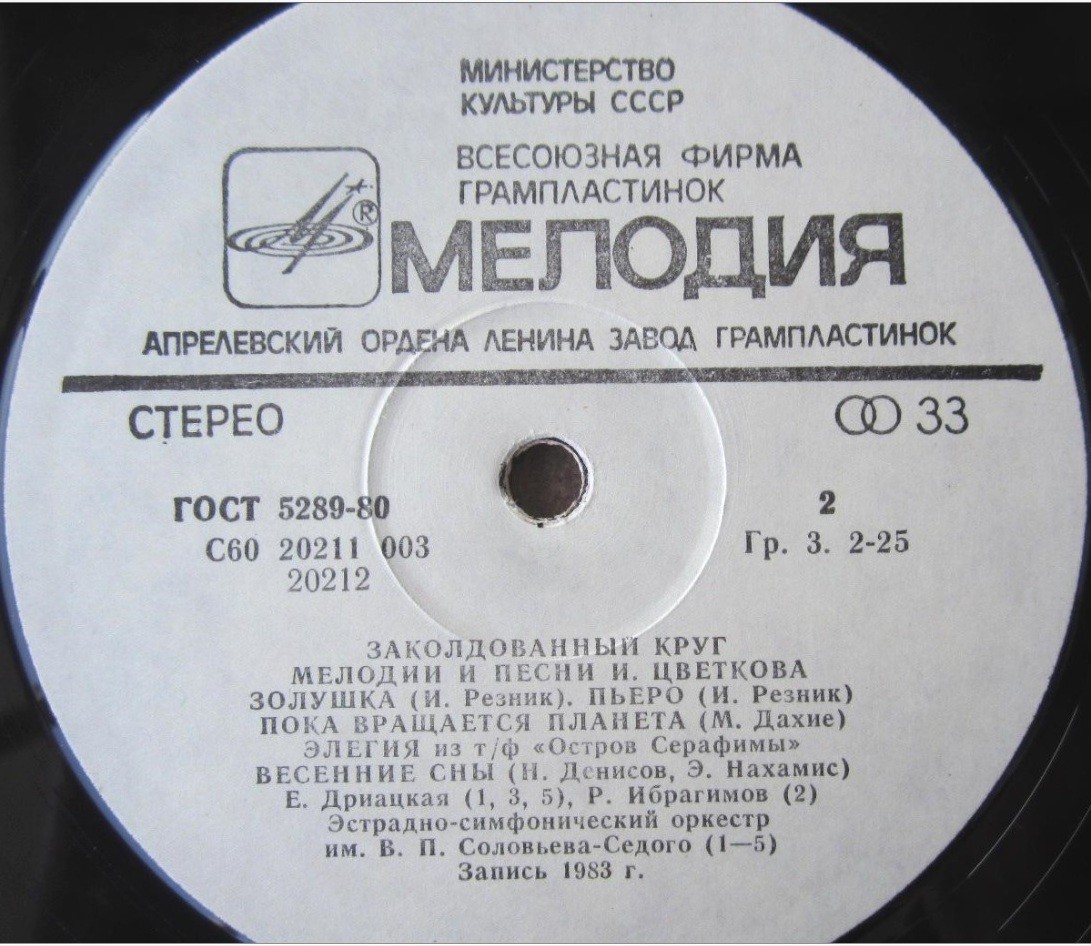 МИНИСТЕРСТВО
КУЛЬТУРЫ СССР
ВСЕСОЮЗНАЯ ФИРМА
ГРАМПЛАСТИНОК
®
МЕЛОДИЯ
АПРЕЛЕВСКИЙ ОРДЕНА ЛЕНИНА ЗАВОД ГРАМПЛАСТИНОК
СТЕРЕО 33
ГОСТ 5289-80 2
С60 20211 003 Гр. 3. 2-25
20212
ЗАКОЛДОВАННЫЙ КРУГ
МЕЛОДИИ И ПЕСНИ И. ЦВЕТКОВА
ЗОЛУШКА (И. Резник). ПЬЕРО (И. Резник)
ПОКА ВРАЩАЕТСЯ ПЛАНЕТА (М. Дахие)
ЭЛЕГИЯ из т/ф «Остров Серафимы»
ВЕСЕННИЕ СНЫ (Н. Денисов, Э. Нахамис)
Е. Дриацкая (1, 3, 5), Р. Ибрагимов (2)
Эстрадно-симфонический оркестр
им. В. П. Соловьева-Седого (1—5)
Запись 1983 г.